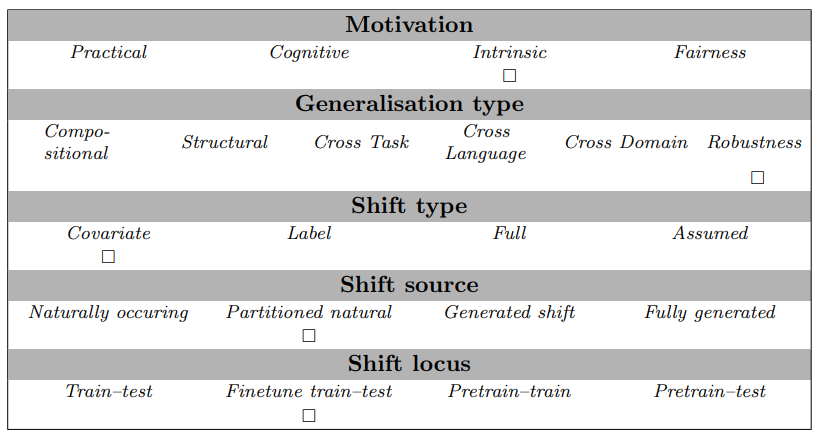 Motivation
Practical Cognitive Intrinsic Fairness
□
Generalisation type
Compo-
sitional Structural Cross Task Cross
Language Cross Domain Robustness
□
Shift type
Covariate Label Full Assumed
□
Shift source
Naturally occuring Partitioned natural Generated shift Fully generated
□
Shift locus
Train–test Finetune train–test Pretrain–train Pretrain–test
□